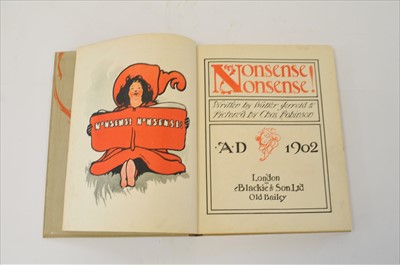 NONSENSE! NONSENSE!
Nonsense
Nonsense!
Written by Walter Jerrold &
Pictured by Chas Robinson
A·D 1902
London
Blackie & Son. Ltd
Old Bailey